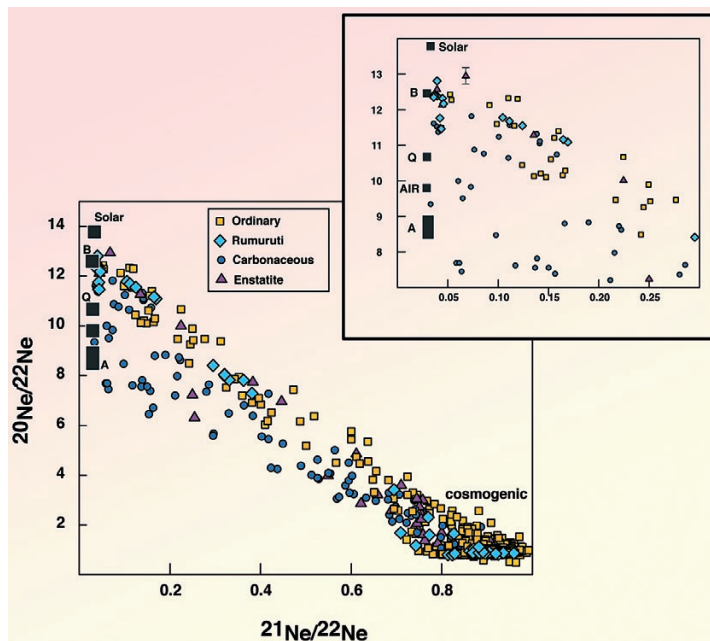 Solar
13
B
12
11
Q
10
AIR
9
A
8
0.05
0.10
0.15
0.20
0.25
14
Solar
B
12
Q
10
A
8
6
4
2
Ordinary
Rumuruti
Carbonaceous
Enstatite
cosmogenic
0.2
0.4
0.6
0.8
20Ne/22Ne
21Ne/22Ne